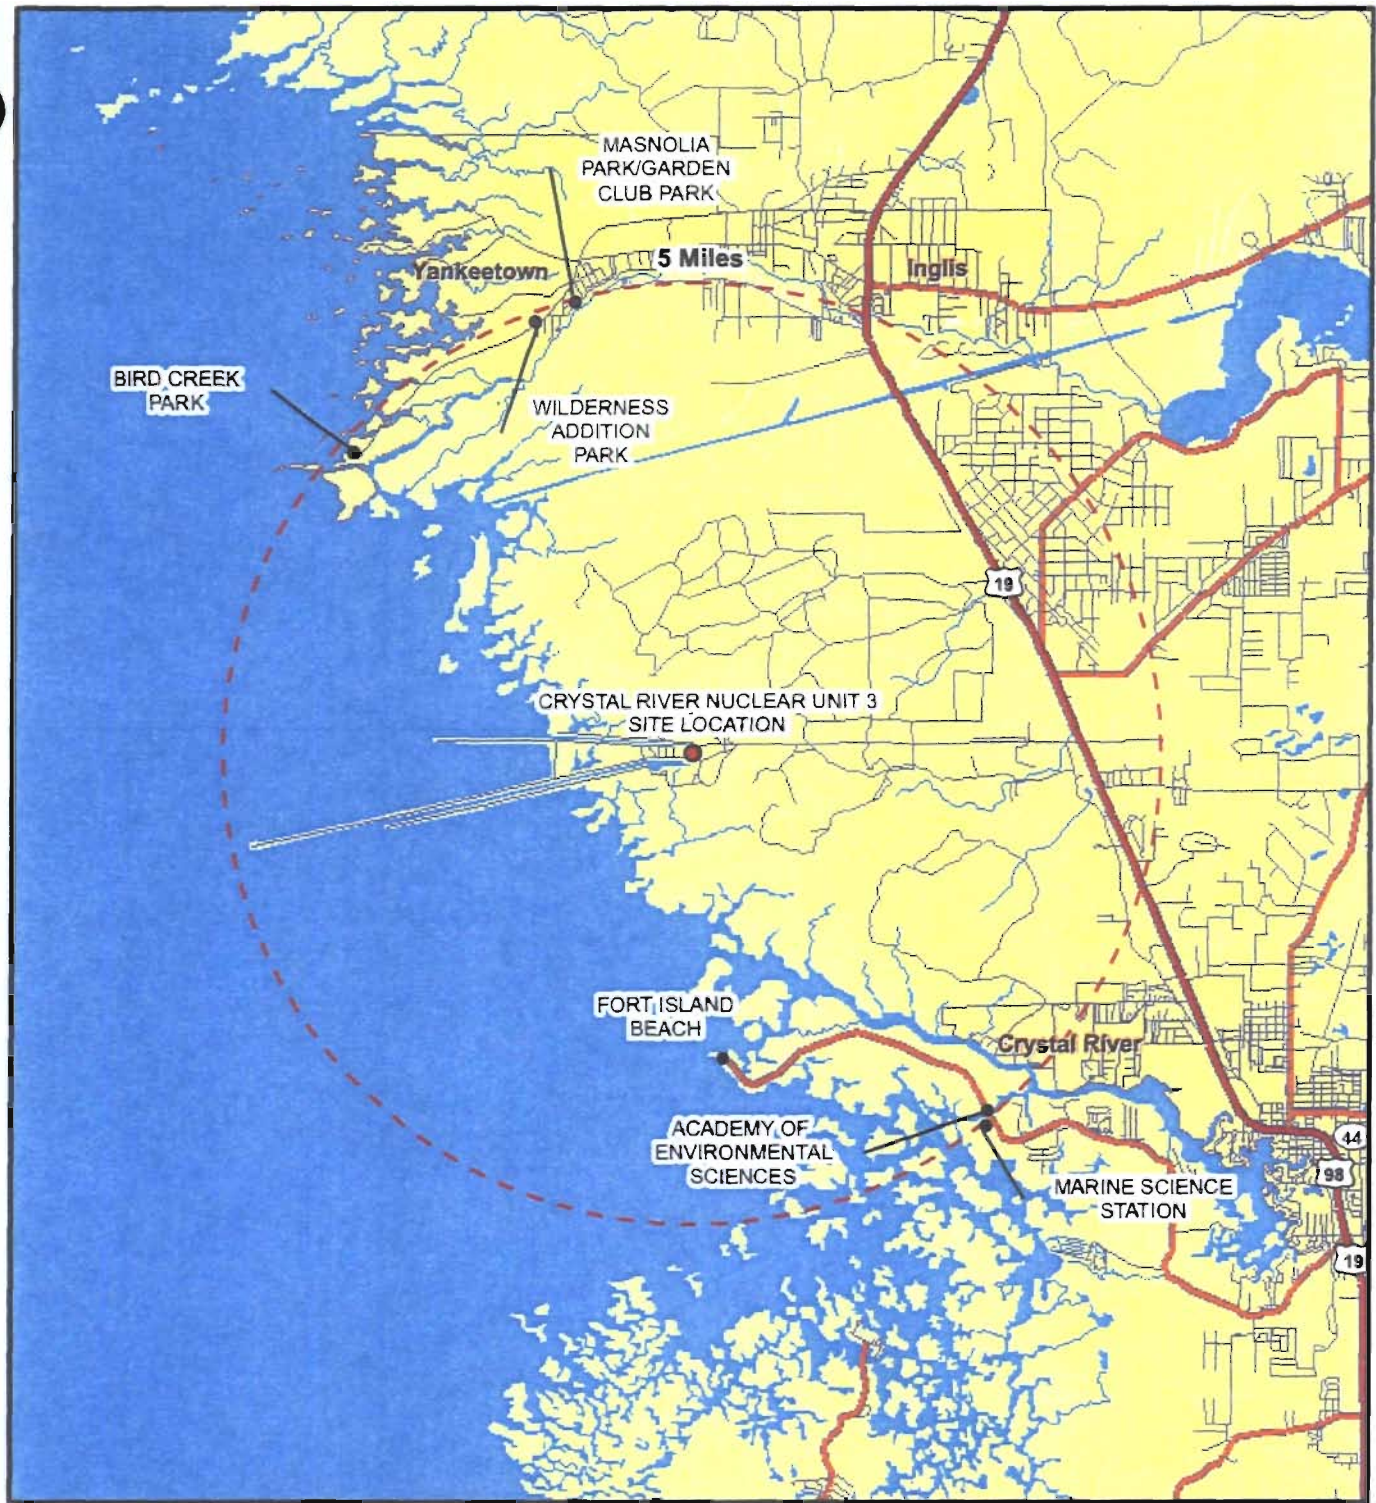 MASNOLIA
PARK/GARDEN
CLUB PARK
Yankeetown
5 Miles
Inglis
BIRD CREEK
PARK
WILDERNESS
ADDITION
PARK
19
CRYSTAL RIVER NUCLEAR UNIT 3
SITE LOCATION
FORT ISLAND
BEACH
Crystal River
ACADEMY OF
ENVIRONMENTAL
SCIENCES
44
98
MARINE SCIENCE
STATION
19